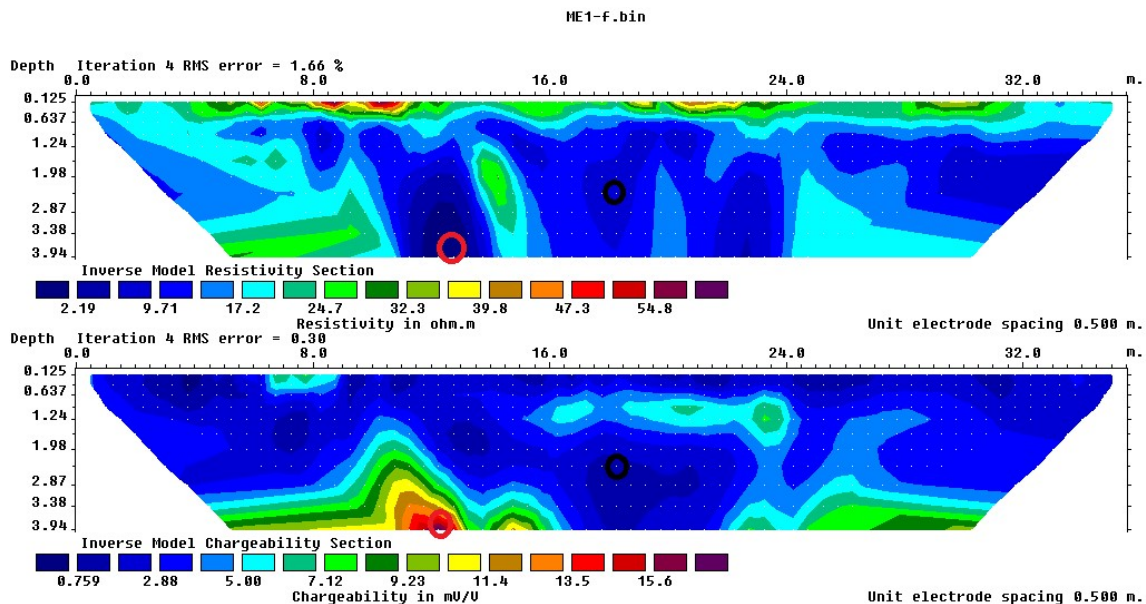 ME1-f.bin
Depth Iteration 4 RMS error = 1.66 %
0.0 8.0 16.0 24.0 32.0 m.
0.125
0.637
1.24
1.98
2.87
3.38
3.94
Inverse Model Resistivity Section
2.19 9.71 17.2 24.7 32.3 39.8 47.3 54.8
Resistivity in ohm.m Unit electrode spacing 0.500 m.
Depth Iteration 4 RMS error = 0.30
0.0 8.0 16.0 24.0 32.0 m.
0.125
0.637
1.24
1.98
2.87
3.38
3.94
Inverse Model Chargeability Section
0.759 2.88 5.00 7.12 9.23 11.4 13.5 15.6
Chargeability in mV/V Unit electrode spacing 0.500 m.